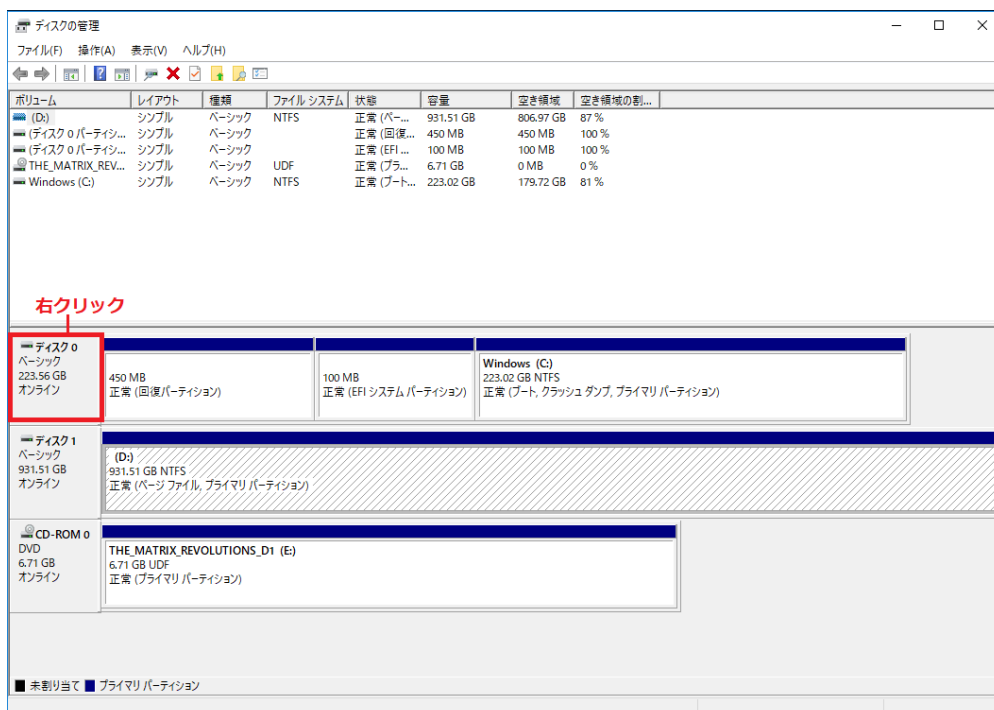 ディスクの管理
ファイル(F) 操作(A) 表示(V) ヘルプ(H)
ボリューム レイアウト 種類 ファイル システム 状態 容量 空き領域 空き領域の割...
(D:) シンプル ベーシック NTFS 正常 (ペー... 931.51 GB 806.97 GB 87 %
(ディスク 0 パーティシ... シンプル ベーシック 正常 (回復... 450 MB 450 MB 100 %
(ディスク 0 パーティシ... シンプル ベーシック 正常 (EFI ... 100 MB 100 MB 100 %
THE_MATRIX_REV... シンプル ベーシック UDF 正常 (プラ... 6.71 GB 0 MB 0 %
Windows (C:) シンプル ベーシック NTFS 正常 (ブート... 223.02 GB 179.72 GB 81 %
右クリック
ディスク 0
ベーシック
223.56 GB
オンライン
450 MB
正常 (回復パーティション)
100 MB
正常 (EFI システム パーティション)
Windows (C:)
223.02 GB NTFS
正常 (ブート, クラッシュ ダンプ, プライマリ パーティション)
ディスク 1
ベーシック
931.51 GB
オンライン
(D:)
931.51 GB NTFS
正常 (ページ ファイル, プライマリ パーティション)
CD-ROM 0
DVD
6.71 GB
オンライン
THE_MATRIX_REVOLUTIONS_D1 (E:)
6.71 GB UDF
正常 (プライマリ パーティション)
未割り当て プライマリ パーティション